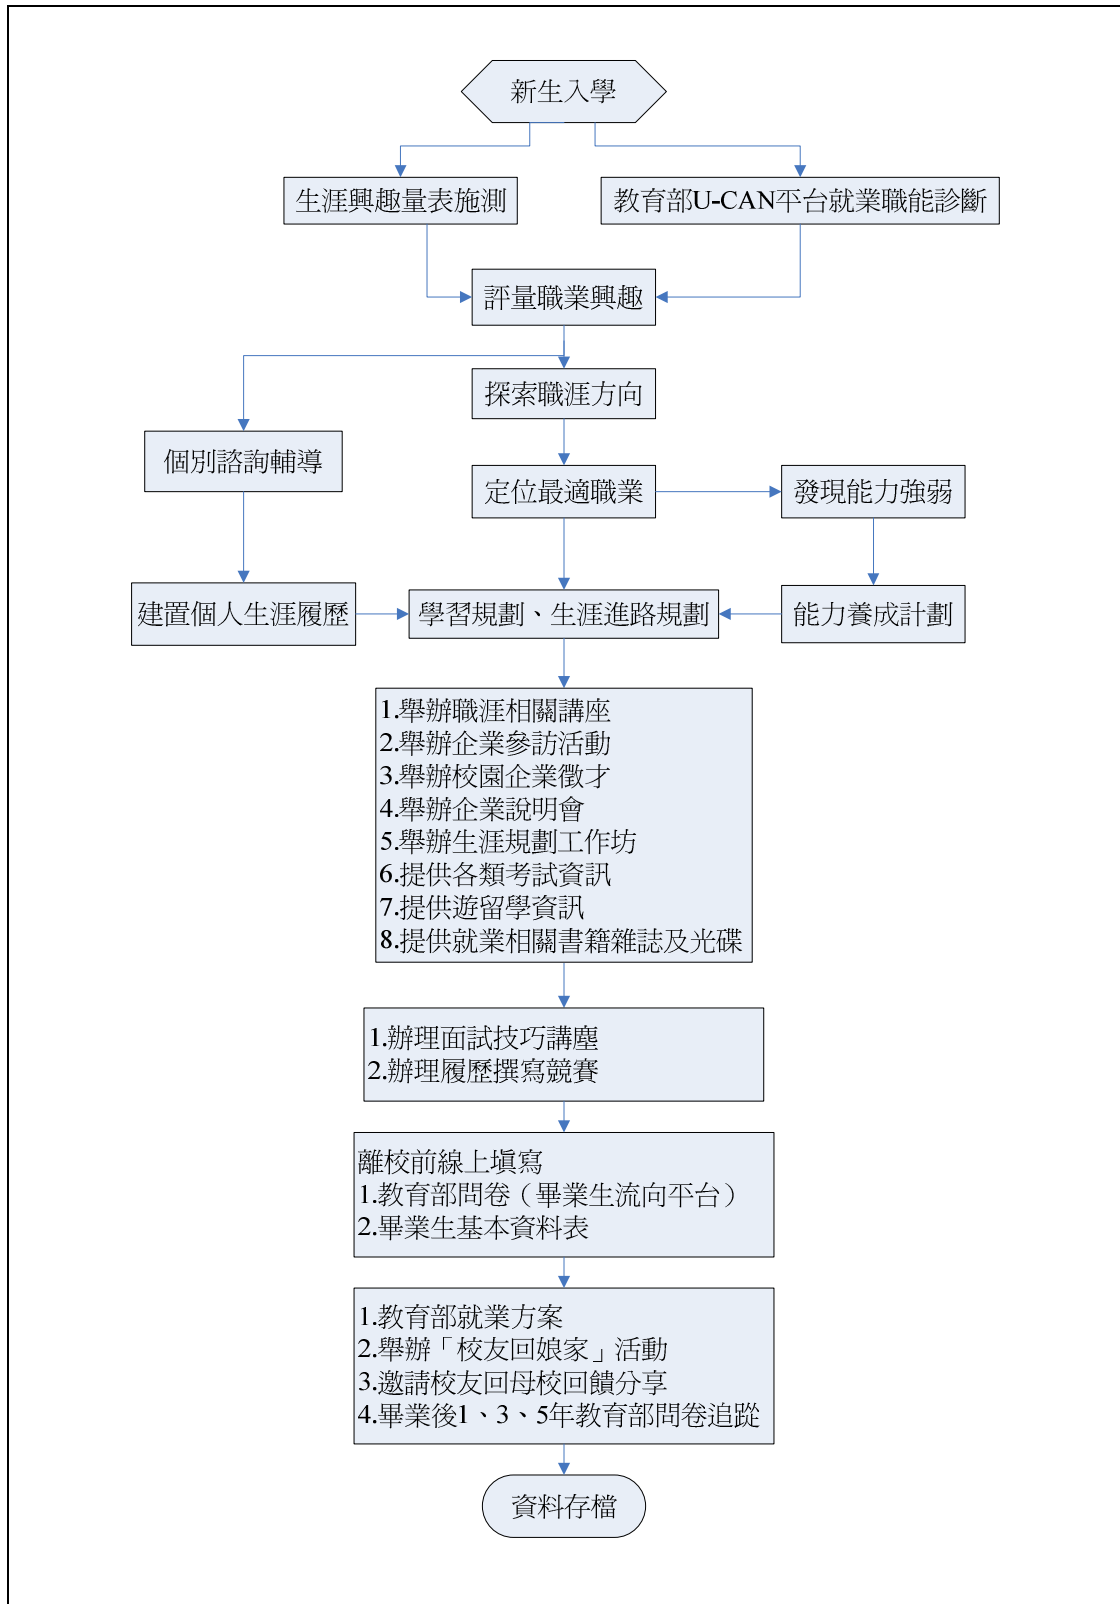 新生入學
生涯興趣量表施測
教育部U-CAN平台就業職能診斷
評量職業興趣
探索職涯方向
個別諮詢輔導
定位最適職業
發現能力強弱
建置個人生涯履歷
學習規劃、生涯進路規劃
能力養成計劃
1.舉辦職涯相關講座
2.舉辦企業參訪活動
3.舉辦校園企業徵才
4.舉辦企業說明會
5.舉辦生涯規劃工作坊
6.提供各類考試資訊
7.提供遊留學資訊
8.提供就業相關書籍雜誌及光碟
1.辦理面試技巧講塵
2.辦理履歷撰寫競賽
離校前線上填寫
1.教育部問卷（畢業生流向平台）
2.畢業生基本資料表
1.教育部就業方案
2.舉辦「校友回娘家」活動
3.邀請校友回母校回饋分享
4.畢業後1、3、5年教育部問卷追蹤
資料存檔